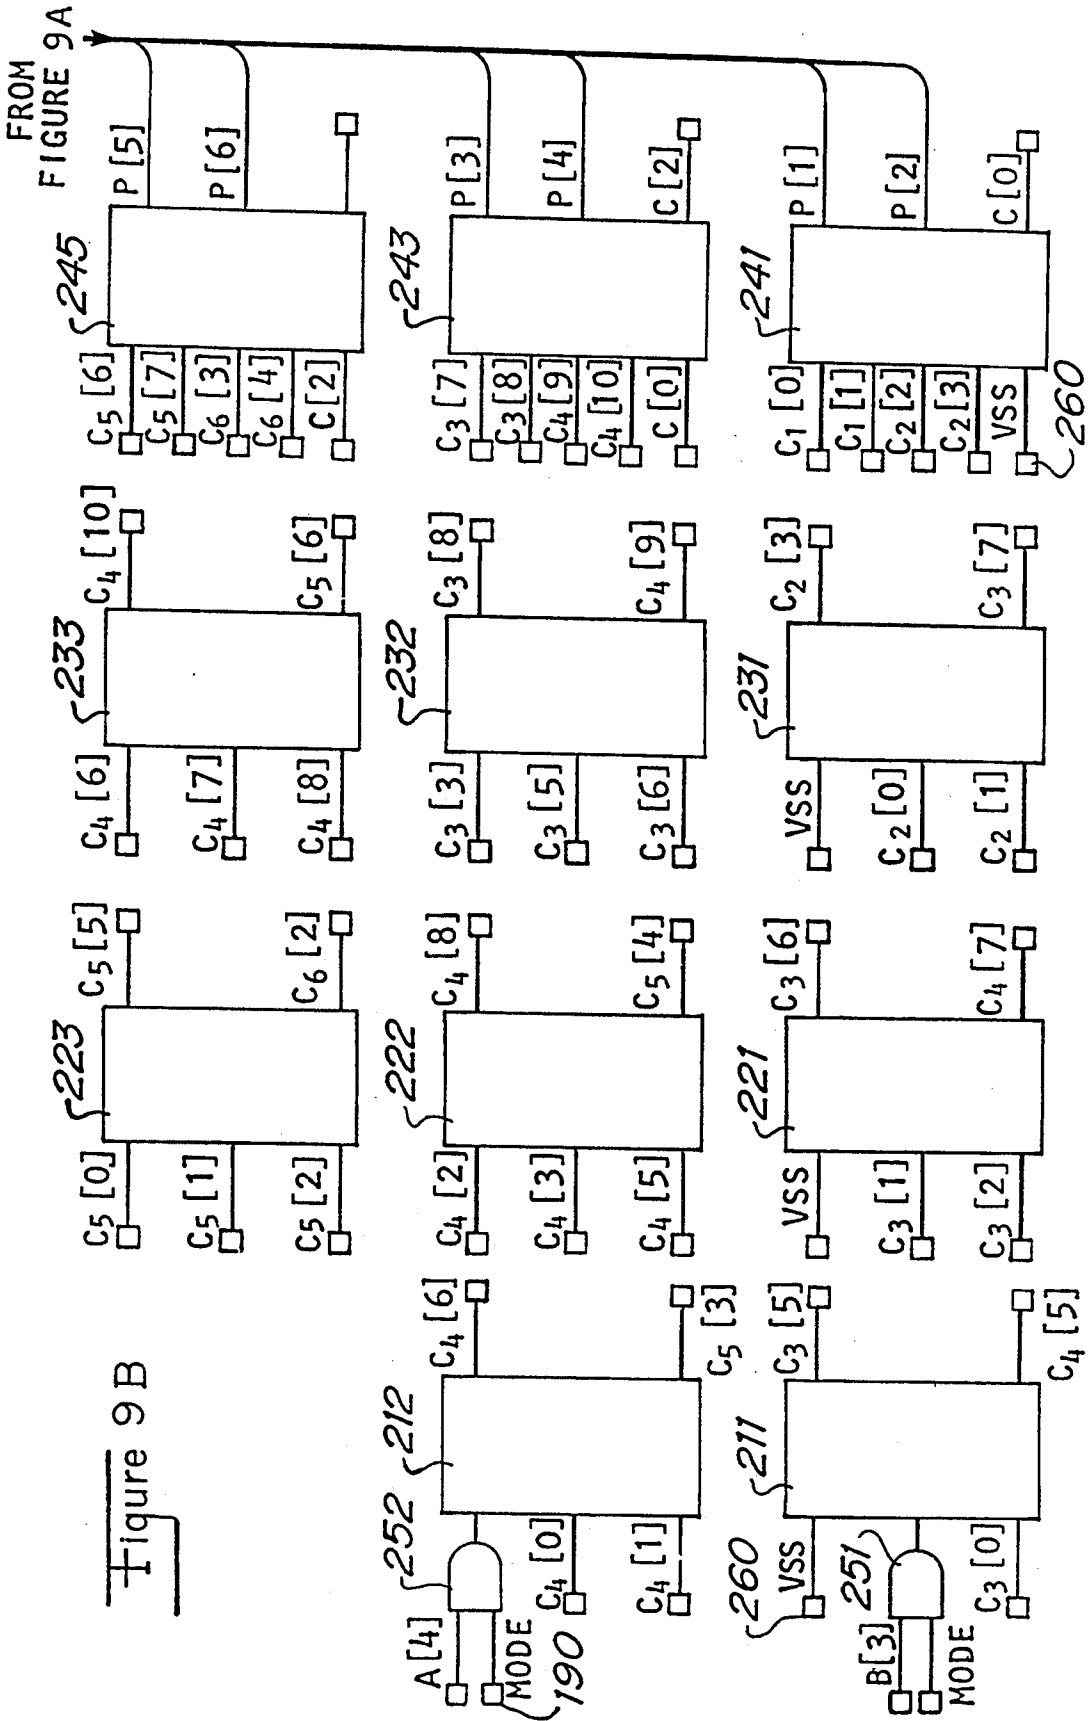 FROM
FIGURE 9A
245
C5 [6]
C5 [7]
C6 [3]
C6 [4]
C [2]
P [5]
P [6]
243
C3 [7]
C3 [8]
C4 [9]
C4 [10]
C [0]
P [3]
P [4]
C [2]
241
C1 [0]
C1 [1]
C2 [2]
C2 [3]
VSS
260
P [1]
P [2]
C [0]
233
C4 [6]
C4 [7]
C4 [8]
C4 [10]
C5 [6]
232
C3 [3]
C3 [5]
C3 [6]
C3 [8]
C4 [9]
231
VSS
C2 [0]
C2 [1]
C2 [3]
C3 [7]
223
C5 [0]
C5 [1]
C5 [2]
C5 [5]
C6 [2]
222
C4 [2]
C4 [3]
C4 [5]
C4 [8]
C5 [4]
221
VSS
C3 [1]
C3 [2]
C3 [6]
C4 [7]
Figure 9B
212
252
A[4]
MODE
190
C4 [0]
C4 [1]
C4 [6]
C5 [3]
211
260
VSS
251
B[3]
MODE
C3 [0]
C3 [5]
C4 [5]